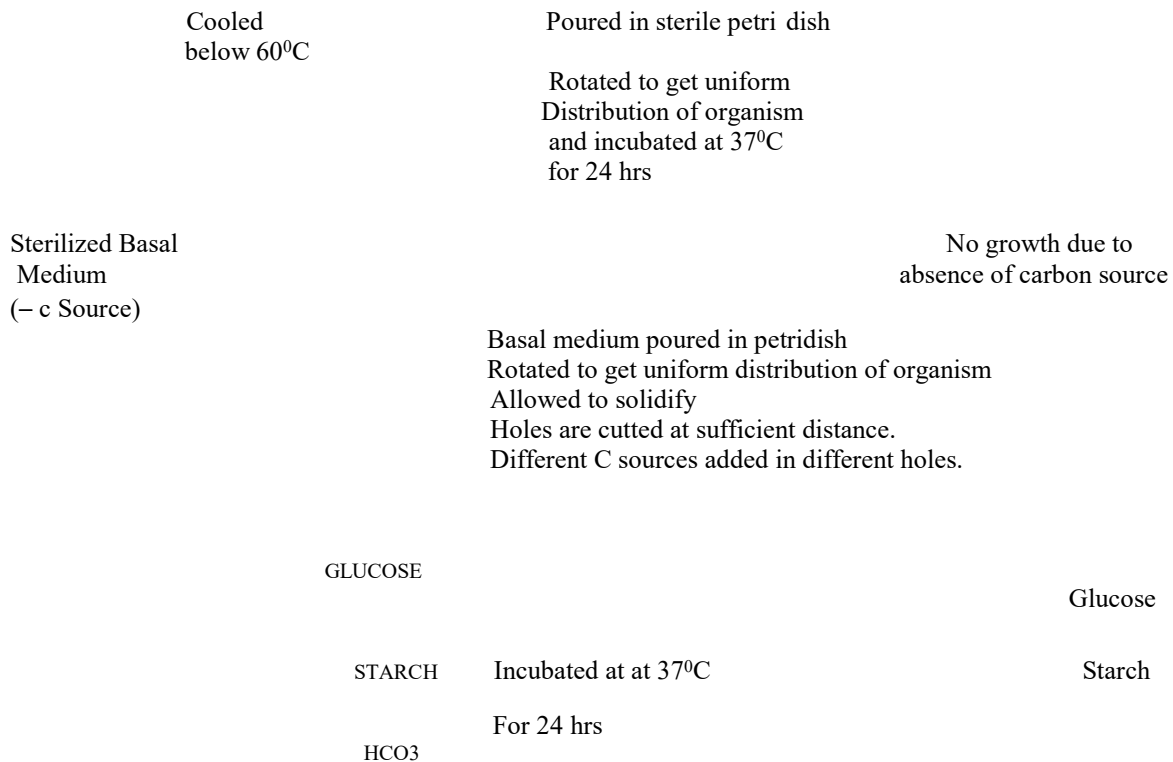 Cooled
below 60⁰C
Poured in sterile petri dish
Rotated to get uniform
Distribution of organism
and incubated at 37⁰C
for 24 hrs
Sterilized Basal
Medium
(– c Source)
No growth due to
absence of carbon source
Basal medium poured in petridish
Rotated to get uniform distribution of organism
Allowed to solidify
Holes are cutted at sufficient distance.
Different C sources added in different holes.
GLUCOSE
Glucose
STARCH
Incubated at at 37⁰C
Starch
For 24 hrs
HCO3